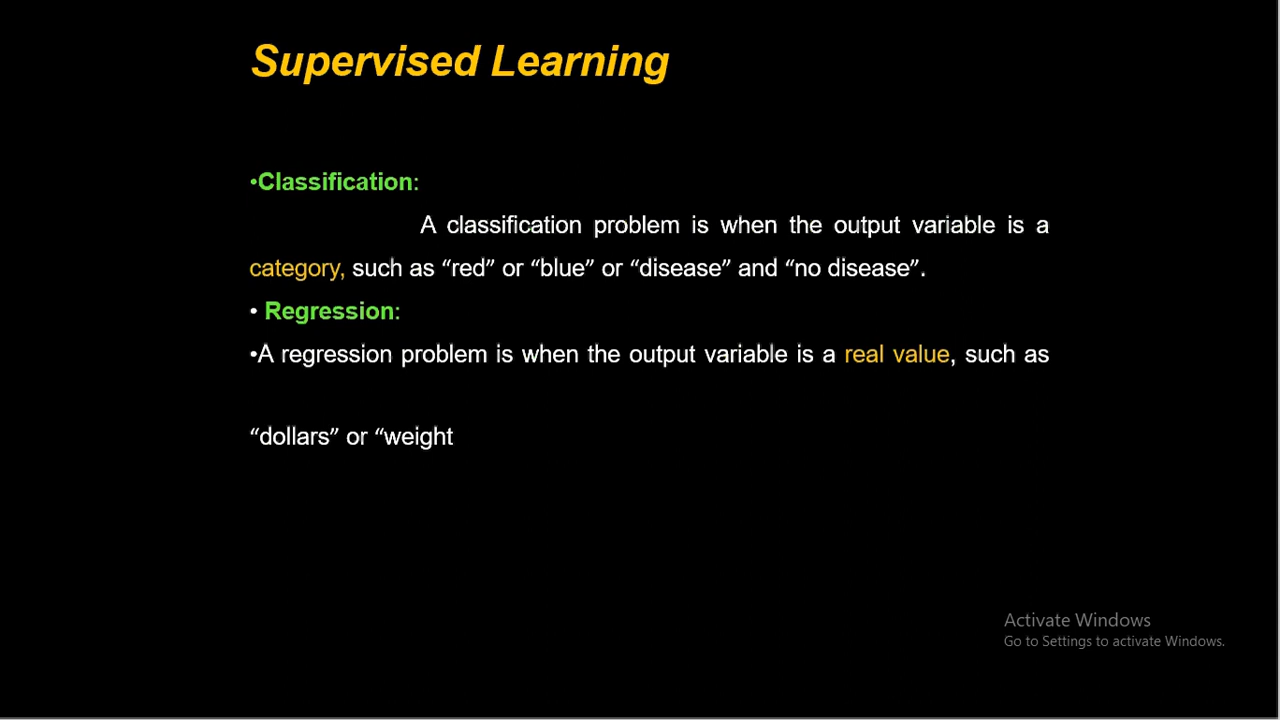 Supervised Learning
•Classification:
A classification problem is when the output variable is a
category, such as “red” or “blue” or “disease” and “no disease”.
• Regression:
•A regression problem is when the output variable is a real value, such as
“dollars” or “weight
Activate Windows
Go to Settings to activate Windows.